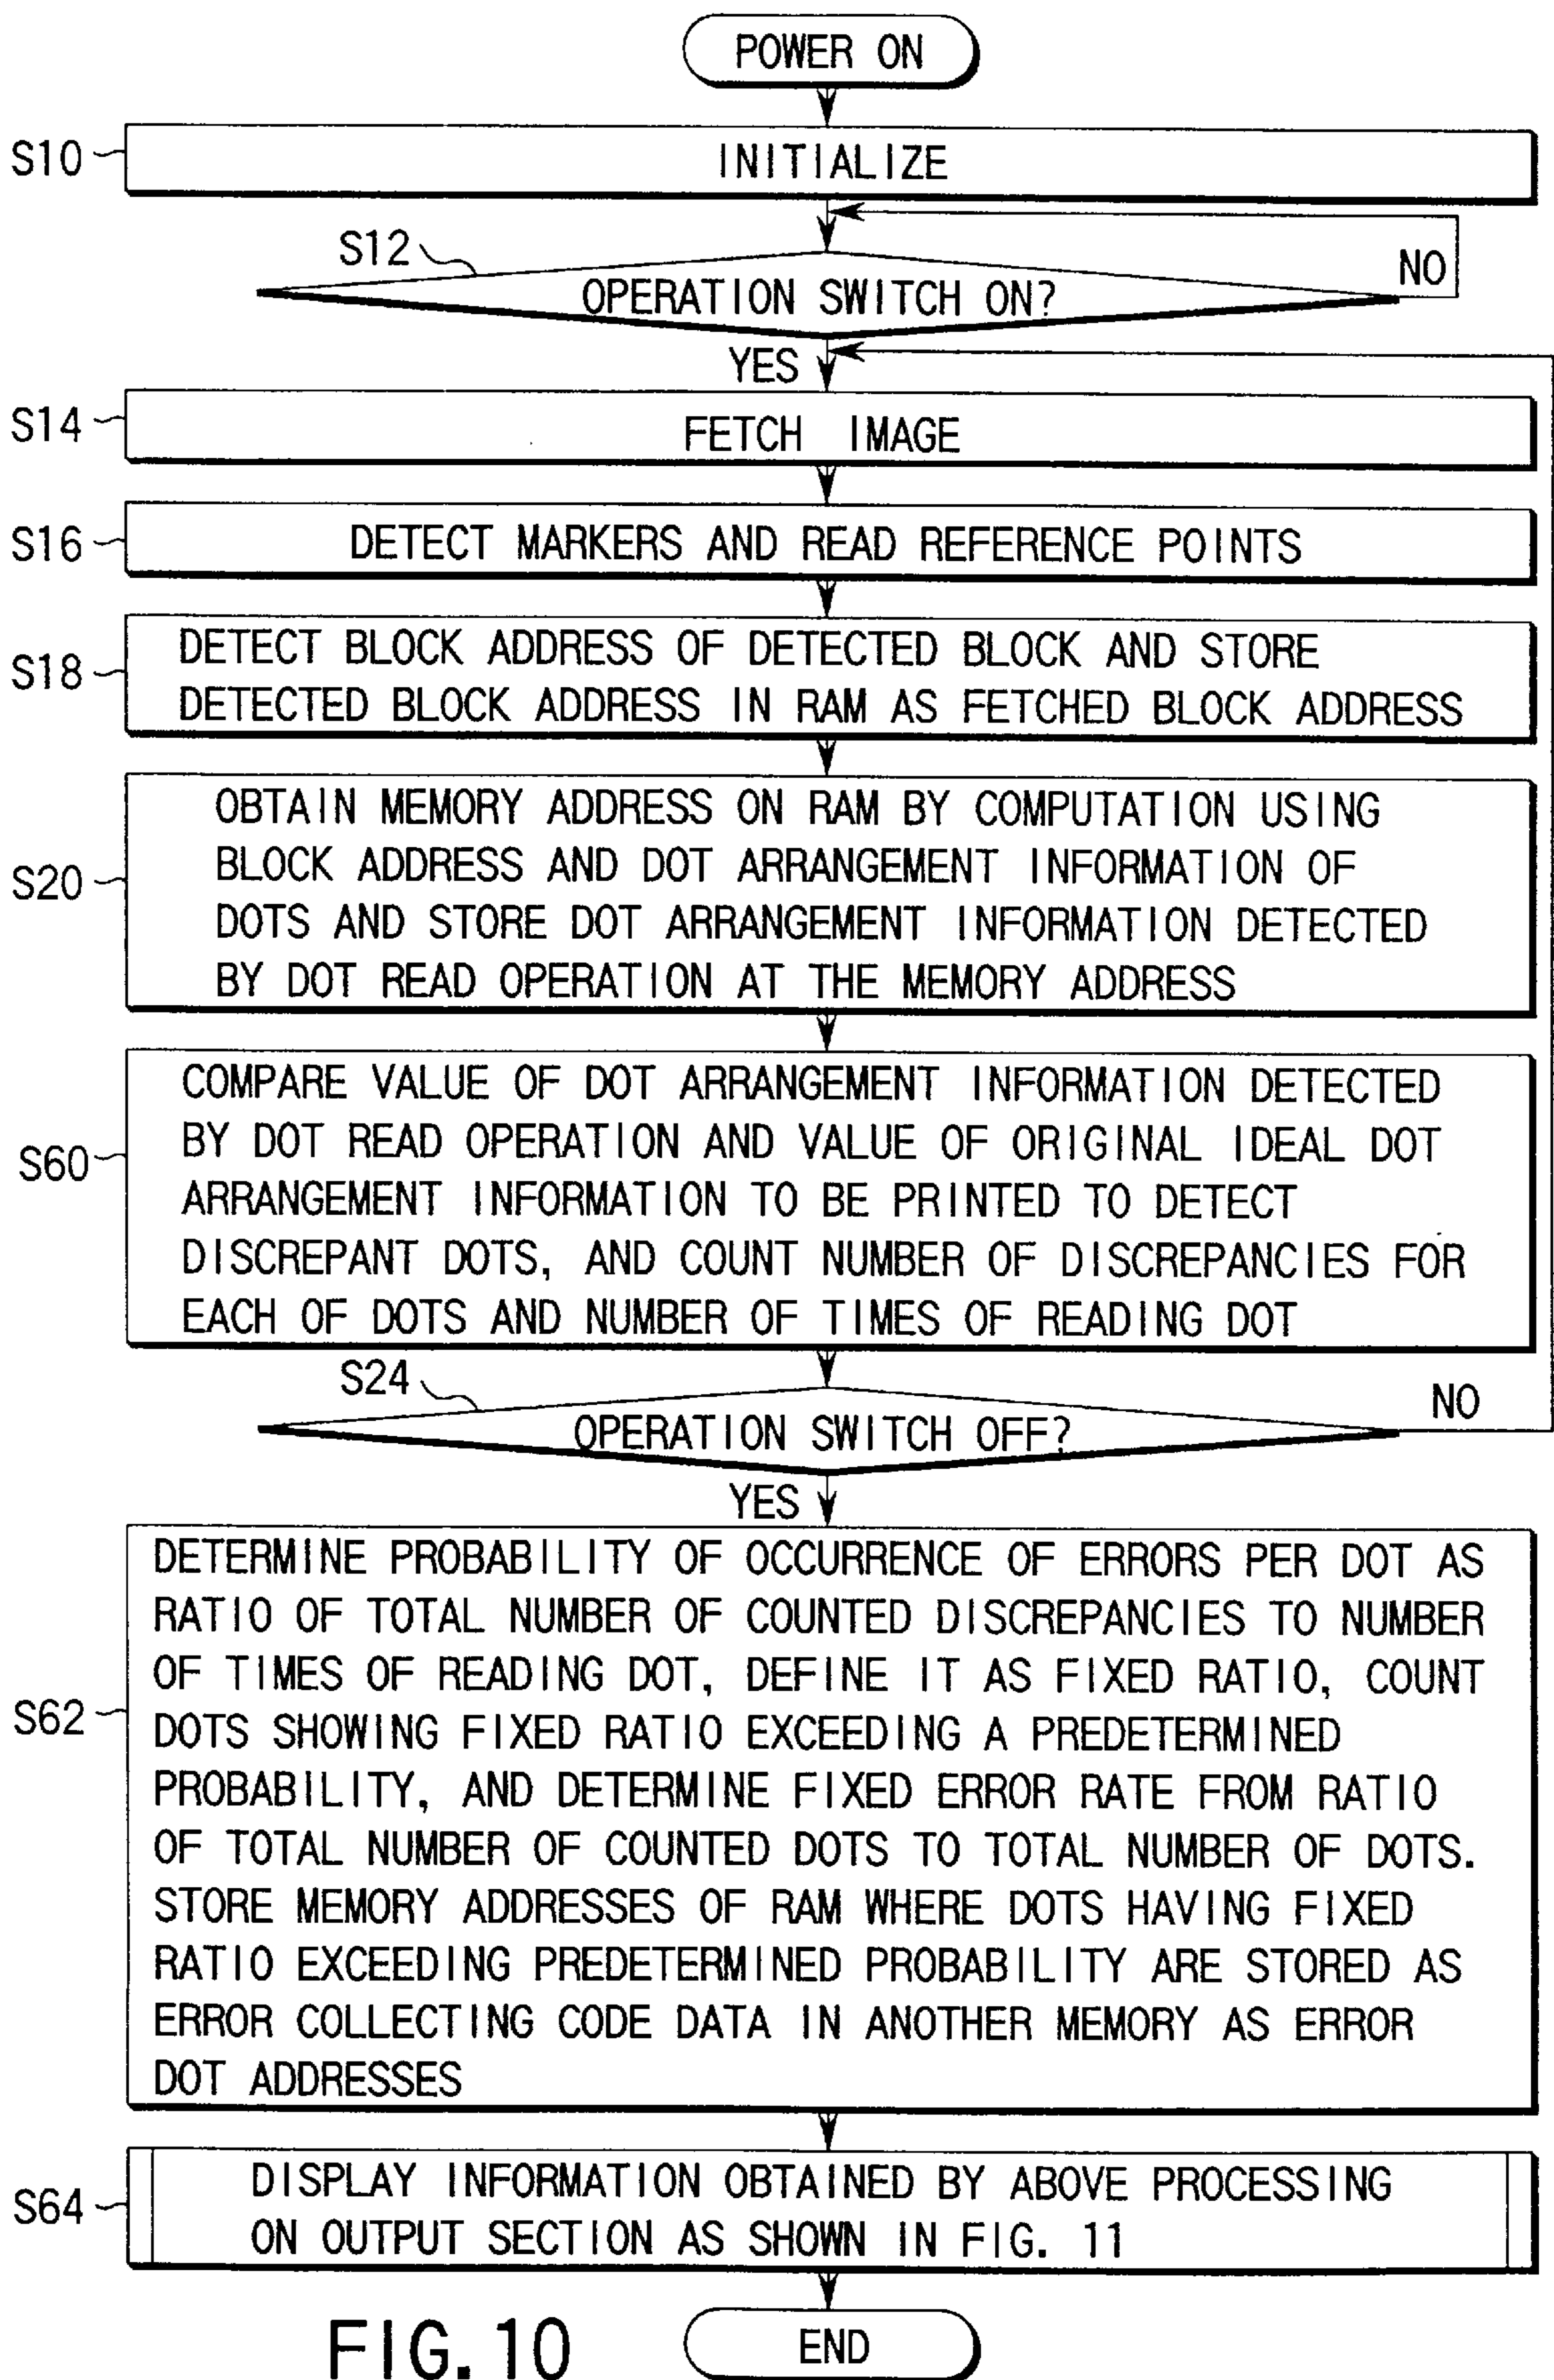 POWER ON
S10
INITIALIZE
S12
OPERATION SWITCH ON?
NO
YES
S14
FETCH IMAGE
S16
DETECT MARKERS AND READ REFERENCE POINTS
S18
DETECT BLOCK ADDRESS OF DETECTED BLOCK AND STORE
DETECTED BLOCK ADDRESS IN RAM AS FETCHED BLOCK ADDRESS
S20
OBTAIN MEMORY ADDRESS ON RAM BY COMPUTATION USING
BLOCK ADDRESS AND DOT ARRANGEMENT INFORMATION OF
DOTS AND STORE DOT ARRANGEMENT INFORMATION DETECTED
BY DOT READ OPERATION AT THE MEMORY ADDRESS
S60
COMPARE VALUE OF DOT ARRANGEMENT INFORMATION DETECTED
BY DOT READ OPERATION AND VALUE OF ORIGINAL IDEAL DOT
ARRANGEMENT INFORMATION TO BE PRINTED TO DETECT
DISCREPANT DOTS, AND COUNT NUMBER OF DISCREPANCIES FOR
EACH OF DOTS AND NUMBER OF TIMES OF READING DOT
S24
OPERATION SWITCH OFF?
NO
YES
S62
DETERMINE PROBABILITY OF OCCURRENCE OF ERRORS PER DOT AS
RATIO OF TOTAL NUMBER OF COUNTED DISCREPANCIES TO NUMBER
OF TIMES OF READING DOT, DEFINE IT AS FIXED RATIO, COUNT
DOTS SHOWING FIXED RATIO EXCEEDING A PREDETERMINED
PROBABILITY, AND DETERMINE FIXED ERROR RATE FROM RATIO
OF TOTAL NUMBER OF COUNTED DOTS TO TOTAL NUMBER OF DOTS.
STORE MEMORY ADDRESSES OF RAM WHERE DOTS HAVING FIXED
RATIO EXCEEDING PREDETERMINED PROBABILITY ARE STORED AS
ERROR COLLECTING CODE DATA IN ANOTHER MEMORY AS ERROR
DOT ADDRESSES
S64
DISPLAY INFORMATION OBTAINED BY ABOVE PROCESSING
ON OUTPUT SECTION AS SHOWN IN FIG. 11
END
FIG.10